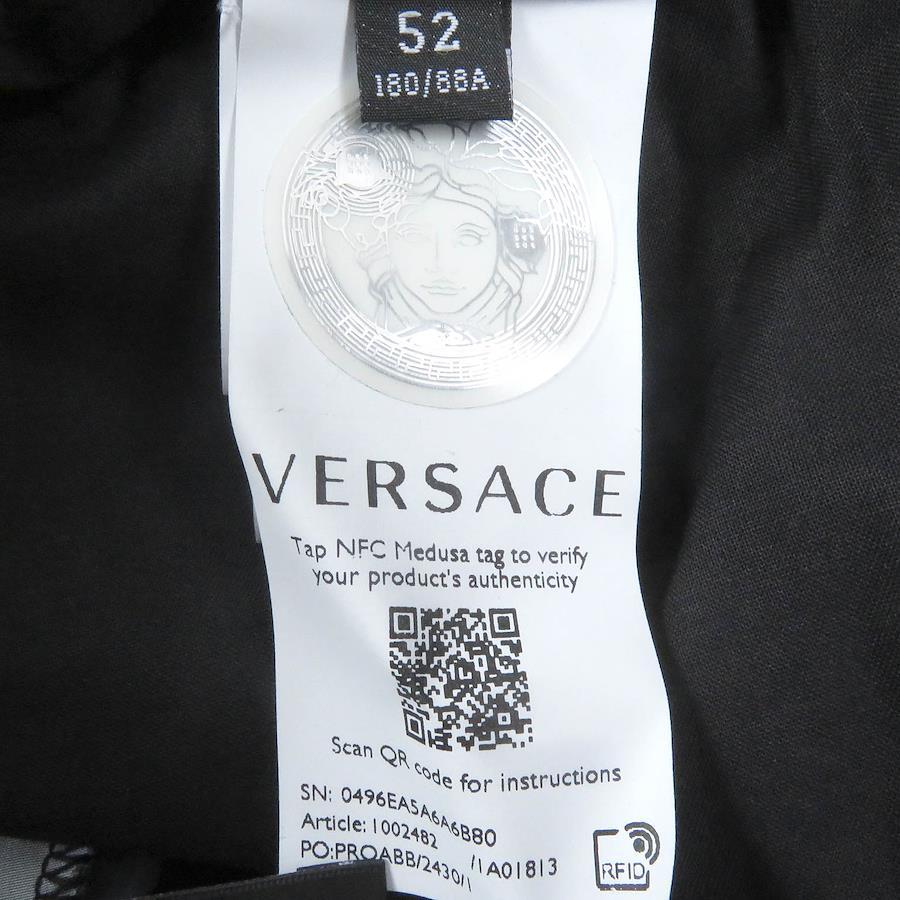 52
180/88A
VERSACE
Tap NFC Medusa tag to verify
your product's authenticity
Scan QR code for instructions
SN: 0496EA5A6A6B80
Article: 1002482 /1A01813
PO:PROABB/2430/1
RFID